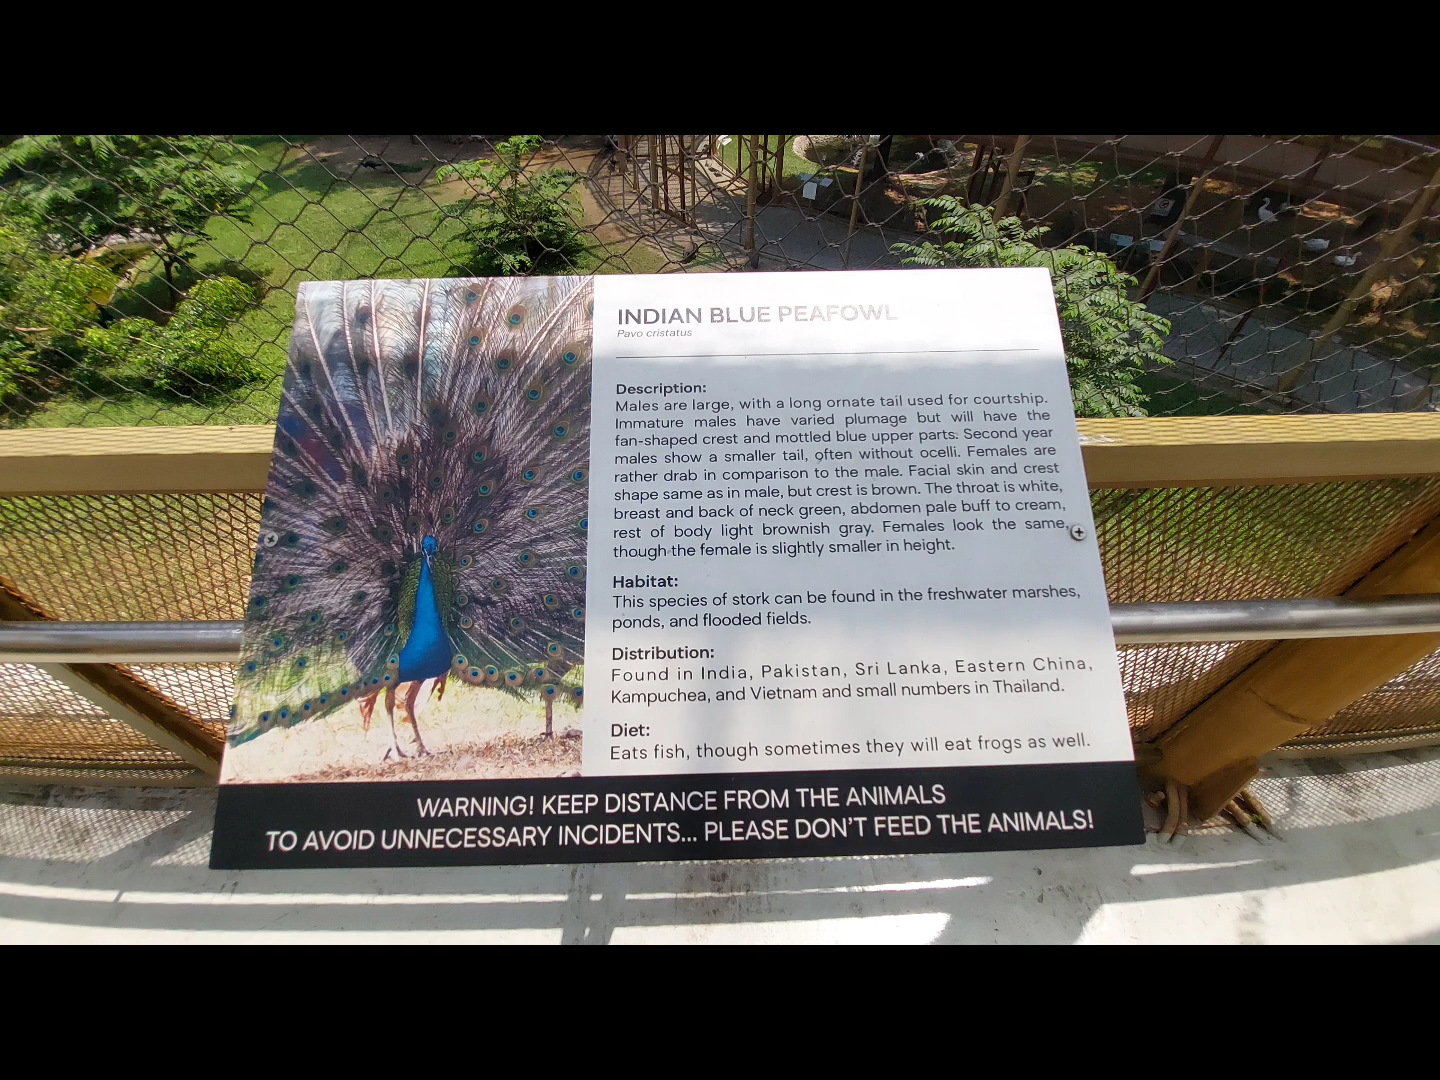 INDIAN BLUE PEAFOWL
Pavo cristatus
Description:
Males are large, with a long ornate tail used for courtship.
Immature males have varied plumage but will have the
fan-shaped crest and mottled blue upper parts. Second year
males show a smaller tail, often without ocelli. Females are
rather drab in comparison to the male. Facial skin and crest
shape same as in male, but crest is brown. The throat is white,
breast and back of neck green, abdomen pale buff to cream,
rest of body light brownish gray. Females look the same,
though the female is slightly smaller in height.
Habitat:
This species of stork can be found in the freshwater marshes,
ponds, and flooded fields.
Distribution:
Found in India, Pakistan, Sri Lanka, Eastern China,
Kampuchea, and Vietnam and small numbers in Thailand.
Diet:
Eats fish, though sometimes they will eat frogs as well.
WARNING! KEEP DISTANCE FROM THE ANIMALS
TO AVOID UNNECESSARY INCIDENTS... PLEASE DON'T FEED THE ANIMALS!